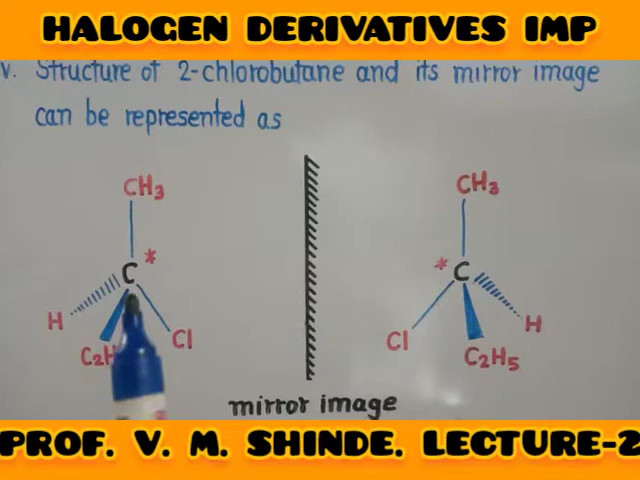 HALOGEN DERIVATIVES IMP
v. Structure of 2-chlorobutane and its mirror image
can be represented as
CH3 CH3
C * * C
H Cl Cl H
C2H C2H5
mirror image
PROF. V. M. SHINDE. LECTURE-2